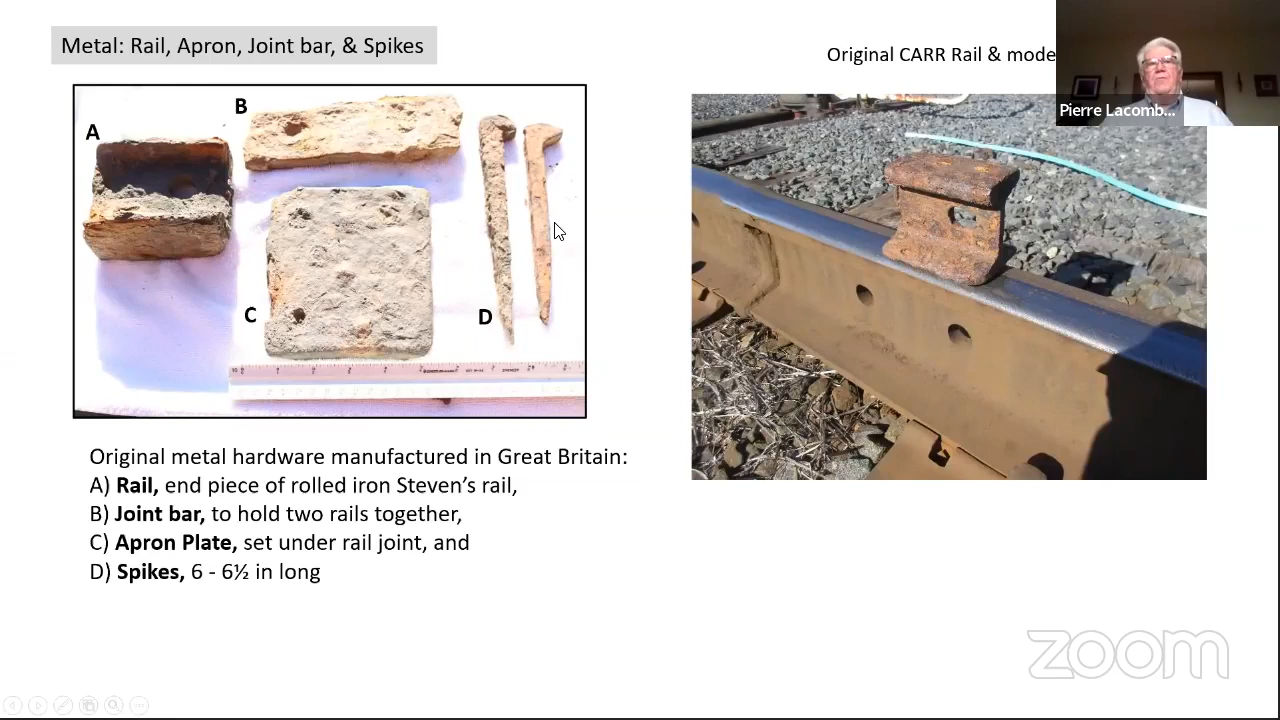 Metal: Rail, Apron, Joint bar, & Spikes
Original CARR Rail & mode
Pierre Lacomb...
A
B
C
D
Original metal hardware manufactured in Great Britain:
A) Rail, end piece of rolled iron Steven’s rail,
B) Joint bar, to hold two rails together,
C) Apron Plate, set under rail joint, and
D) Spikes, 6 - 6½ in long
zoom